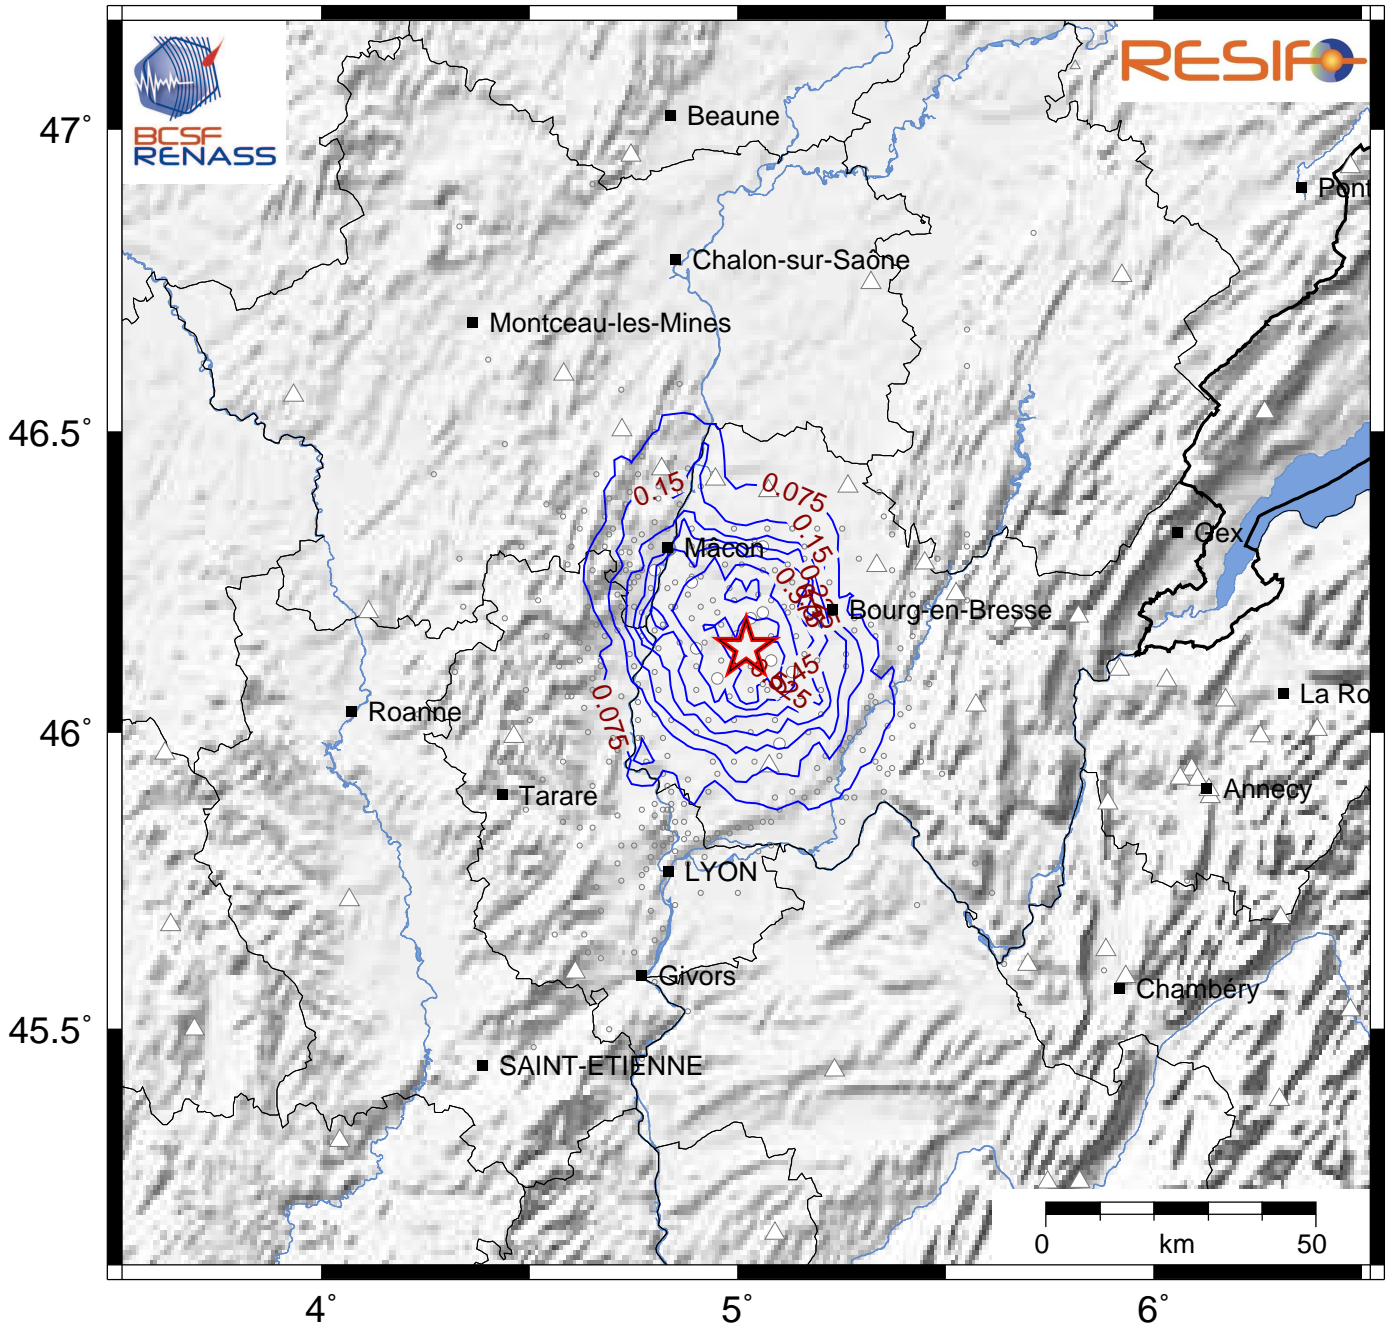 BCSF
RENASS
RESIF
47°
46.5°
46°
45.5°
4°
5°
6°
Beaune
Pont
Chalon-sur-Saône
Montceau-les-Mines
0.15
0.075
0.15
Mâcon
Gex
Bourg-en-Bresse
0.45
0.075
La Ro
Roanne
Annecy
Tarare
LYON
Givors
Chambéry
SAINT-ETIENNE
0 km 50